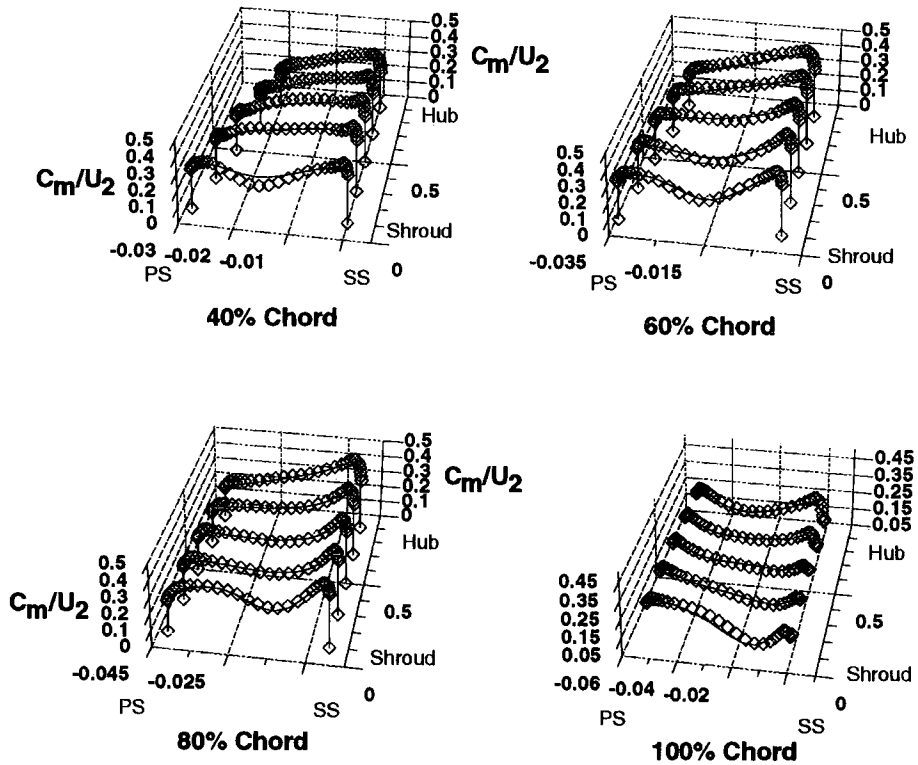 0.5
0.4
0.3
0.2
0.1
0
Cm/U2
Hub
0.5
0.4
0.3
0.2
0.1
0
Cm/U2
0.5
Shroud
-0.03 -0.02 -0.01
PS
SS
0
40% Chord
0.5
0.4
0.3
0.2
0.1
0
Hub
0.5
0.4
0.3
0.2
0.1
0
0.5
Shroud
-0.035
-0.015
PS
SS
0
60% Chord
0.5
0.4
0.3
0.2
0.1
0
Cm/U2
Hub
0.5
0.4
0.3
0.2
0.1
0
Cm/U2
0.5
Shroud
-0.045
-0.025
PS
SS
0
80% Chord
0.45
0.35
0.25
0.15
0.05
Hub
0.45
0.35
0.25
0.15
0.05
0.5
Shroud
-0.06 -0.04 -0.02
PS
SS
0
100% Chord